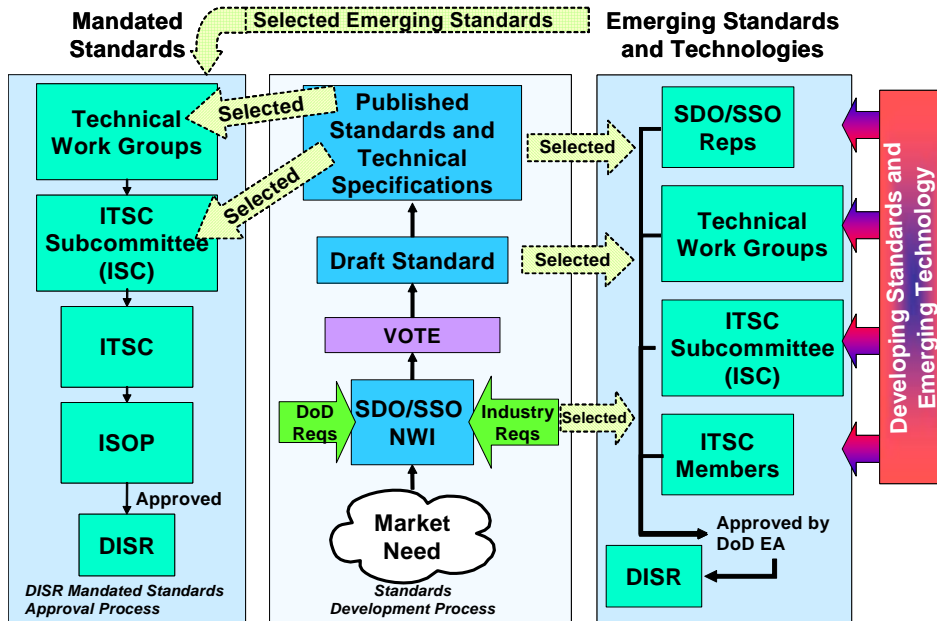 Mandated
Standards
Selected Emerging Standards
Emerging Standards
and Technologies
Technical
Work Groups
ITSC
Subcommittee
(ISC)
ITSC
ISOP
Approved
DISR
DISR Mandated Standards
Approval Process
Selected
Selected
Published
Standards and
Technical
Specifications
Draft Standard
VOTE
DoD
Reqs
SDO/SSO
NWI
Industry
Reqs
Market
Need
Standards
Development Process
Selected
Selected
Selected
SDO/SSO
Reps
Technical
Work Groups
ITSC
Subcommittee
(ISC)
ITSC
Members
Approved by
DoD EA
DISR
Developing Standards and
Emerging Technology